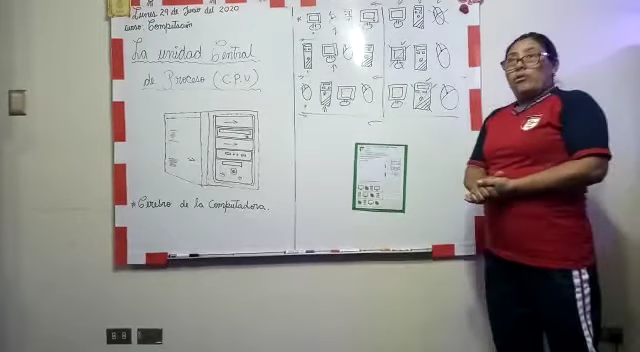 Lunes 29 de Junio del 2020
Curso: Computación
La unidad Central
de Proceso (C.P.U)
*Cerebro de la Computadora.